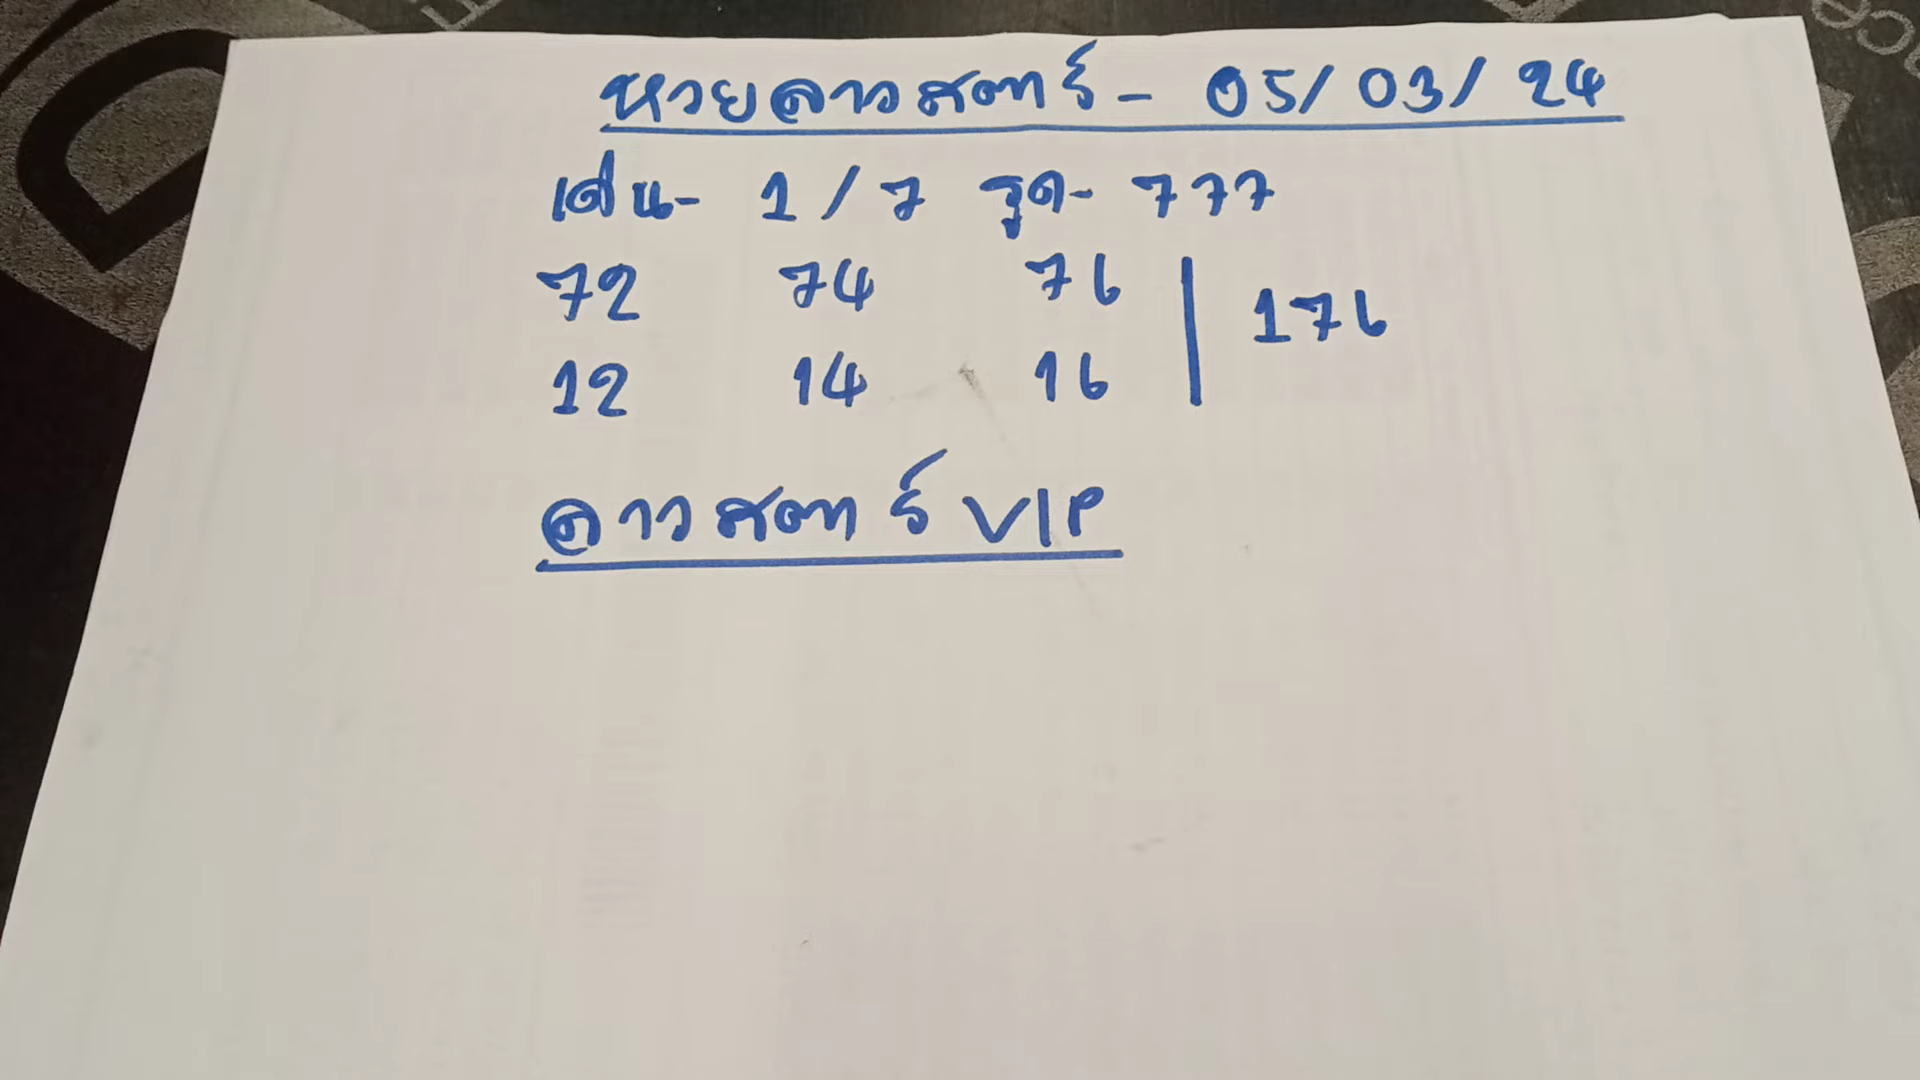 หวยลาวสตาร์ - 05/03/24
เด่น- 1/7 รูด- 777
72 74 76 | 176
12 14 16
ลาวสตาร์ VIP